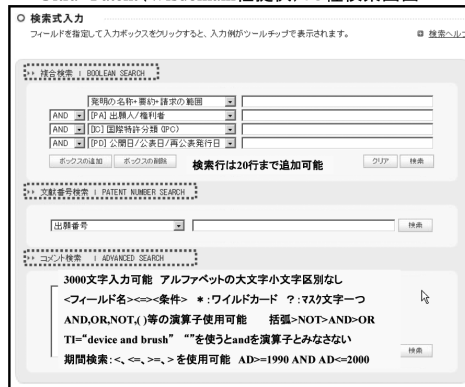 検索式入力
フィールドを指定して入力ボックスをクリックすると、入力例がツールチップで表示されます。
検索ヘルプ
複合検索 | BOOLEAN SEARCH
発明の名称+要約+請求の範囲
AND [PA] 出願人/権利者
AND [IC] 国際特許分類 (IPC)
AND [PD] 公開日/公表日/再公表発行日
ボックスの追加 ボックスの削除 検索行は20行まで追加可能 クリア 検索
文献番号検索 | PATENT NUMBER SEARCH
出願番号 検索
コメント検索 | ADVANCED SEARCH
3000文字入力可能 アルファベットの大文字小文字区別なし
<フィールド名><=><条件> *:ワイルドカード ?:マスク文字一つ
AND,OR,NOT,( )等の演算子使用可能 括弧>NOT>AND>OR
TI="device and brush" ""を使うとandを演算子とみなさない
期間検索:<、<=、>=、>を使用可能 AD>=1990 AND AD<=2000
検索